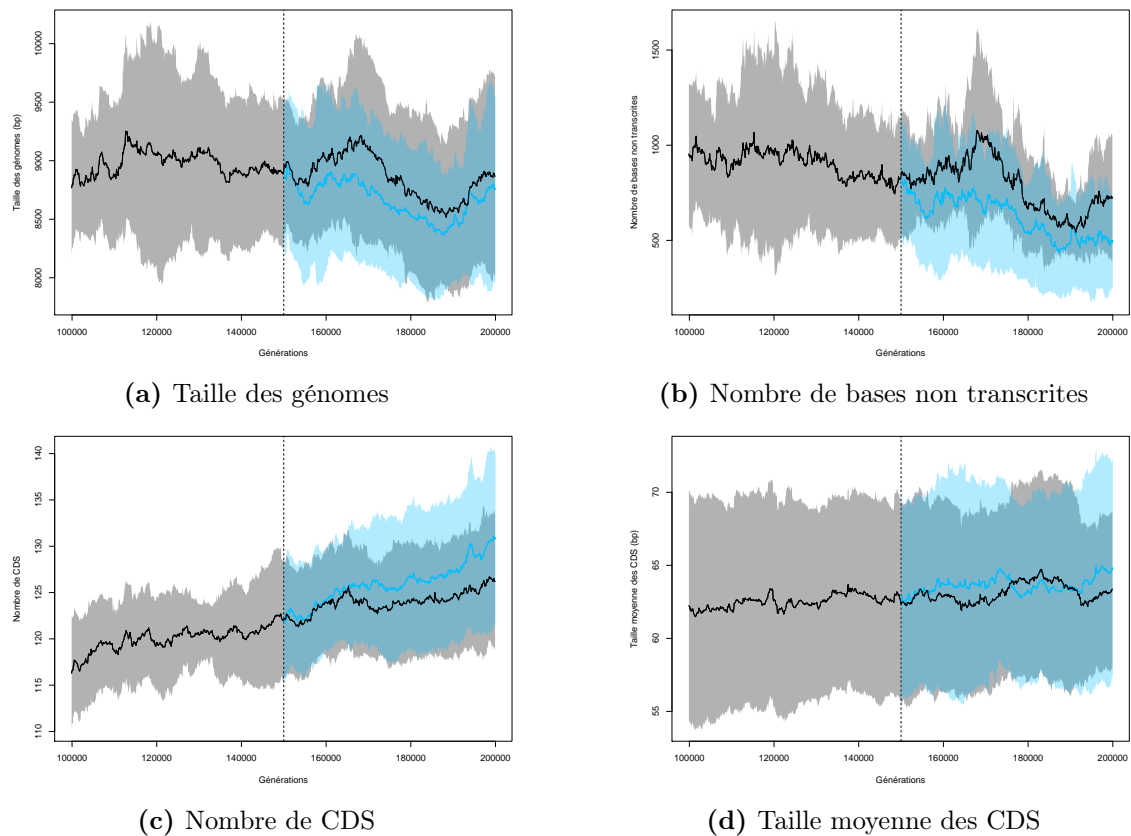 10000
9500
9000
8500
8000
Taille des génomes (bp)
100000 120000 140000 160000 180000 200000
Générations
(a) Taille des génomes
1500
1000
500
Nombre de bases non transcrites
100000 120000 140000 160000 180000 200000
Générations
(b) Nombre de bases non transcrites
140
135
130
125
120
115
110
Nombre de CDS
100000 120000 140000 160000 180000 200000
Générations
(c) Nombre de CDS
70
65
60
55
Taille moyenne des CDS (bp)
100000 120000 140000 160000 180000 200000
Générations
(d) Taille moyenne des CDS